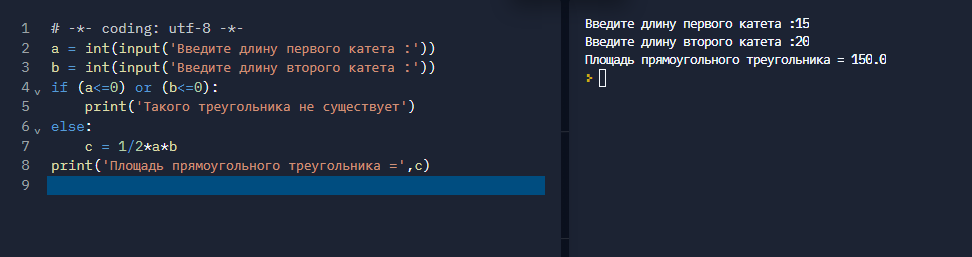 1 # -*- coding: utf-8 -*-
2 a = int(input('Введите длину первого катета :'))
3 b = int(input('Введите длину второго катета :'))
4 if (a<=0) or (b<=0):
5     print('Такого треугольника не существует')
6 else:
7     c = 1/2*a*b
8 print('Площадь прямоугольного треугольника =',c)
9
Введите длину первого катета :15
Введите длину второго катета :20
Площадь прямоугольного треугольника = 150.0
>